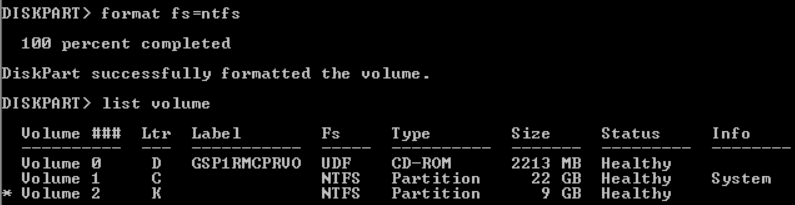 DISKPART> format fs=ntfs
100 percent completed
DiskPart successfully formatted the volume.
DISKPART> list volume
Volume ### Ltr Label Fs Type Size Status Info
---------- --- ----------- ----- ---------- ------- --------- --------
Volume 0 D GSP1RMCPRVO UDF CD-ROM 2213 MB Healthy
Volume 1 C NTFS Partition 22 GB Healthy System
* Volume 2 K NTFS Partition 9 GB Healthy